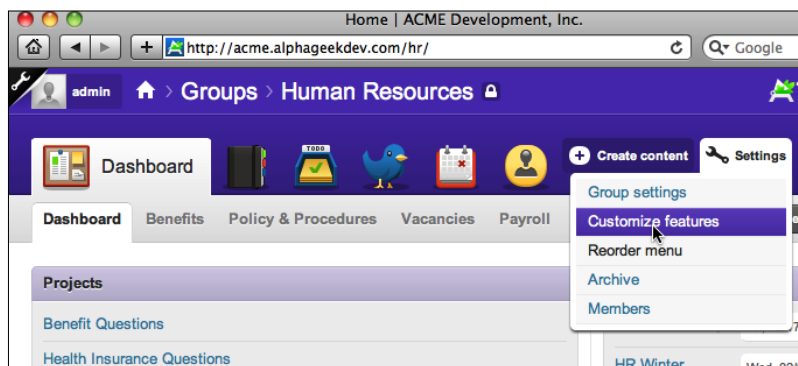 Home | ACME Development, Inc.
http://acme.alphageekdev.com/hr/
Google
admin
Groups > Human Resources
Dashboard
TODO
Create content
Settings
Group settings
Customize features
Reorder menu
Archive
Members
Dashboard Benefits Policy & Procedures Vacancies Payroll
Projects
Benefit Questions
Health Insurance Questions
HR Winter
Wed